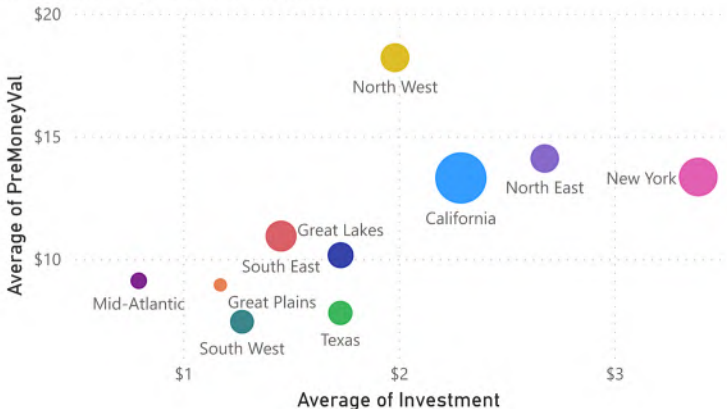 $20
North West
$15
North East
New York
California
Great Lakes
South East
$10
Mid-Atlantic
Great Plains
South West
Texas
$1
$2
$3
Average of PreMoneyVal
Average of Investment